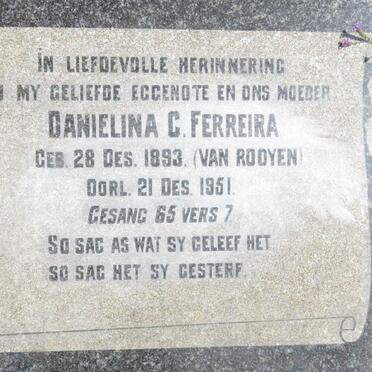 IN LIEFDEVOLLE HERINNERING
MY GELIEFDE EGGENOTE EN ONS MOEDER
DANIELINA C. FERREIRA
GEB. 28 DES. 1893. (VAN ROOYEN)
OORL. 21 DES. 1951.
GESANG 65 VERS 7
SO SAG AS WAT SY GELEEF HET
SO SAG HET SY GESTERF.